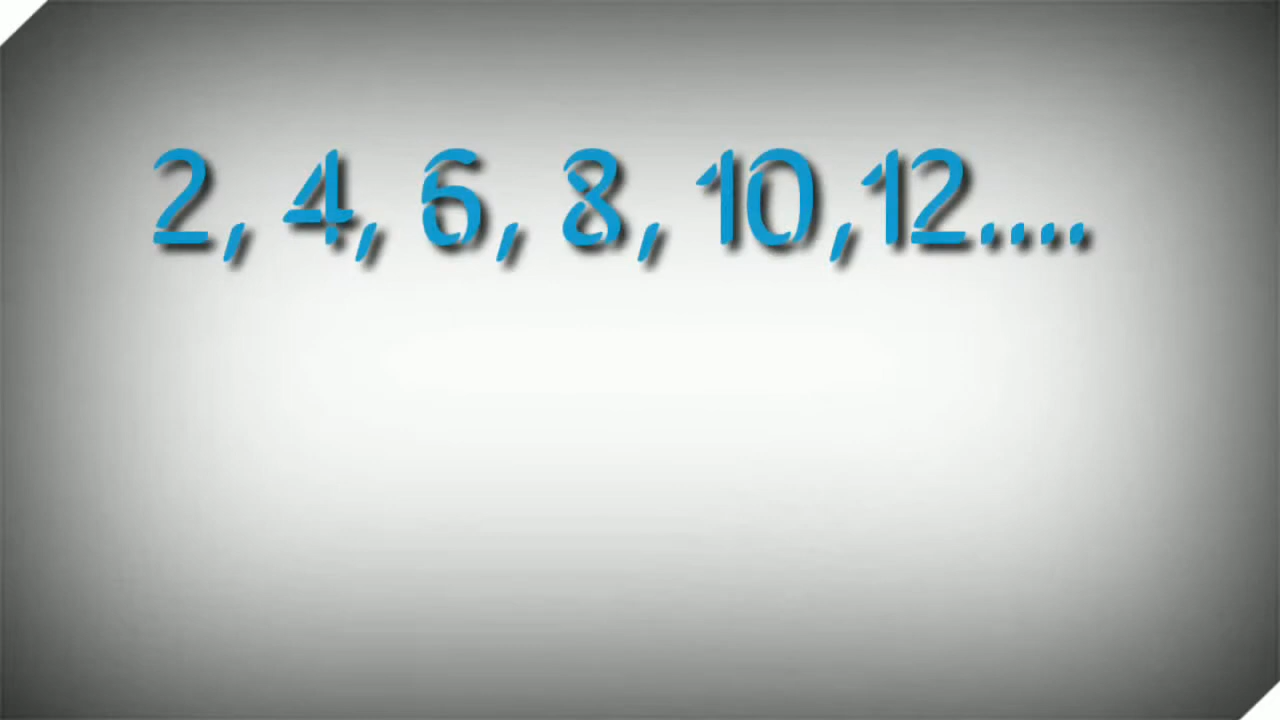 2, 4, 6, 8, 10,12....